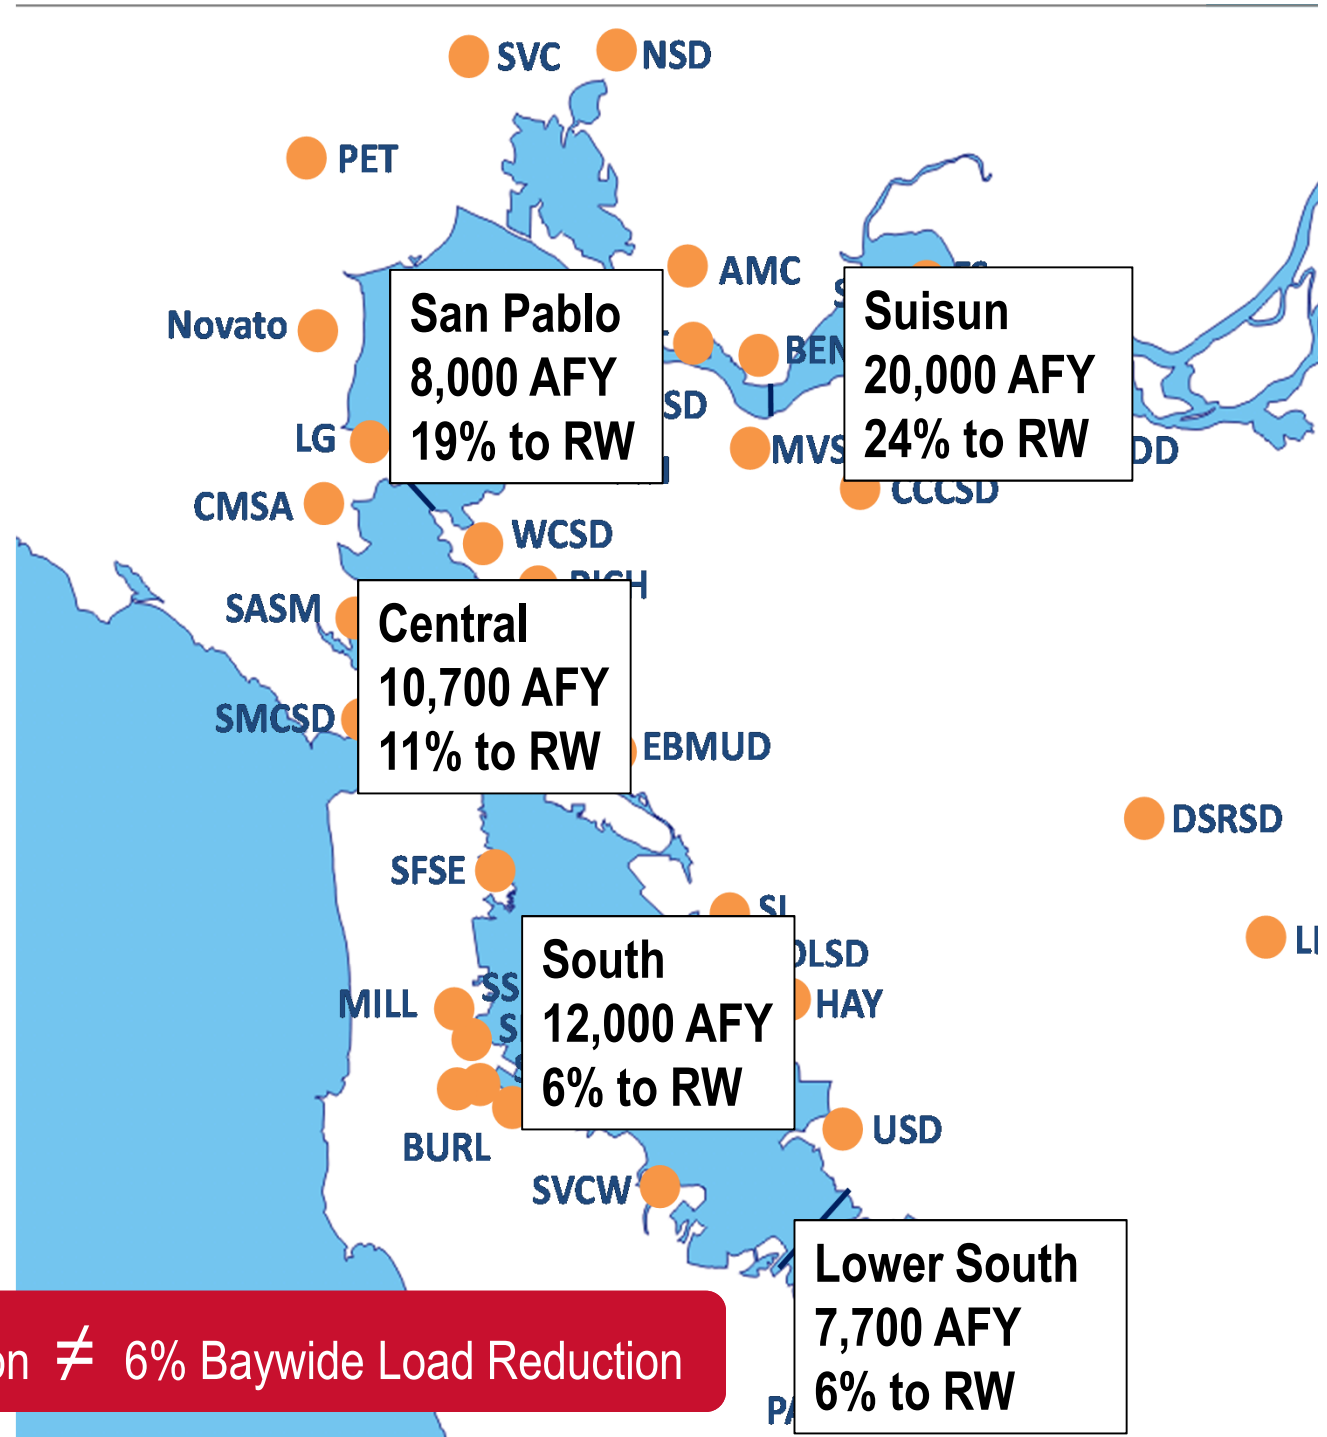 SVC
NSD
PET
AMC
Novato
San Pablo
8,000 AFY
19% to RW
Suisun
20,000 AFY
24% to RW
BEN
SD
LG
MVS
DD
CCCSD
CMSA
WCSD
SASM
Central
10,700 AFY
11% to RW
SMCSD
EBMUD
DSRSD
SFSE
South
12,000 AFY
6% to RW
OLSD
HAY
MILL
SS
BURL
USD
SVCW
Lower South
7,700 AFY
6% to RW
on ≠ 6% Baywide Load Reduction